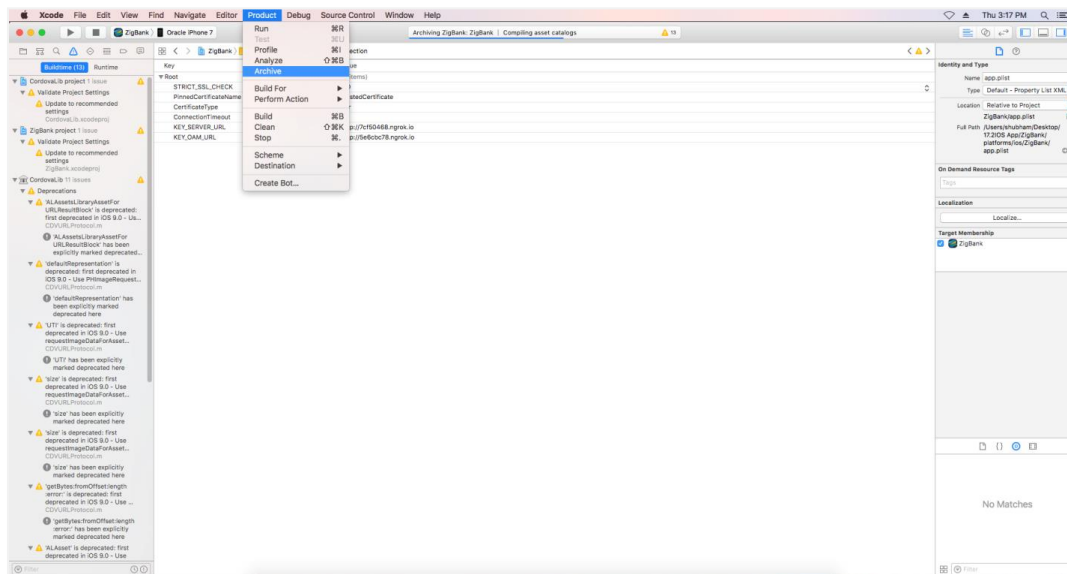 Xcode File Edit View Find Navigate Editor Product Debug Source Control Window Help
Thu 3:17 PM
ZigBank
Oracle iPhone 7
Archiving ZigBank: ZigBank | Compiling asset catalogs
13
ZigBank
ection
Buildtime (13) Runtime
CordovaLib project 1 issue
Validate Project Settings
Update to recommended
settings
CordovaLib.xcodeproj
ZigBank project 1 issue
Validate Project Settings
Update to recommended
settings
ZigBank.xcodeproj
CordovaLib 11 issues
Deprecations
'ALAssetsLibraryAssetFor
URLResultBlock' is deprecated:
first deprecated in iOS 9.0 - Us...
CDVURLProtocol.m
'ALAssetsLibraryAssetFor
URLResultBlock' has been
explicitly marked deprecated...
'defaultRepresentation' is
deprecated: first deprecated in
iOS 9.0 - Use PHImageRequest...
CDVURLProtocol.m
'defaultRepresentation' has
been explicitly marked
deprecated here
'UTI' is deprecated: first
deprecated in iOS 9.0 - Use
requestImageDataForAsset...
CDVURLProtocol.m
'UTI' has been explicitly
marked deprecated here
'size' is deprecated: first
deprecated in iOS 9.0 - Use
requestImageDataForAsset...
CDVURLProtocol.m
'size' has been explicitly
marked deprecated here
'size' is deprecated: first
deprecated in iOS 9.0 - Use
requestImageDataForAsset...
CDVURLProtocol.m
'size' has been explicitly
marked deprecated here
'getBytes:fromOffset:length
:error:' is deprecated: first
deprecated in iOS 9.0 - Use ...
CDVURLProtocol.m
'getBytes:fromOffset:length
:error:' has been explicitly
marked deprecated here
'ALAsset' is deprecated: first
deprecated in iOS 9.0 - Use
Filter
Key
Root
STRICT_SSL_CHECK
PinnedCertificateName
CertificateType
ConnectionTimeout
KEY_SERVER_URL
KEY_OAM_URL
Run ⌘R
Test ⌘U
Profile ⌘I
Analyze ⇧⌘B
Archive
Build For
Perform Action
Build ⌘B
Clean ⇧⌘K
Stop ⌘.
Scheme
Destination
Create Bot...
ue
items)
stedCertificate
p://7cf50468.ngrok.io
p://5e6cbc78.ngrok.io
Identity and Type
Name app.plist
Type Default - Property List XML
Location Relative to Project
ZigBank/app.plist
Full Path /Users/shubham/Desktop/
17.2IOS App/ZigBank/
platforms/ios/ZigBank/
app.plist
On Demand Resource Tags
Tags
Localization
Localize...
Target Membership
ZigBank
No Matches
Filter